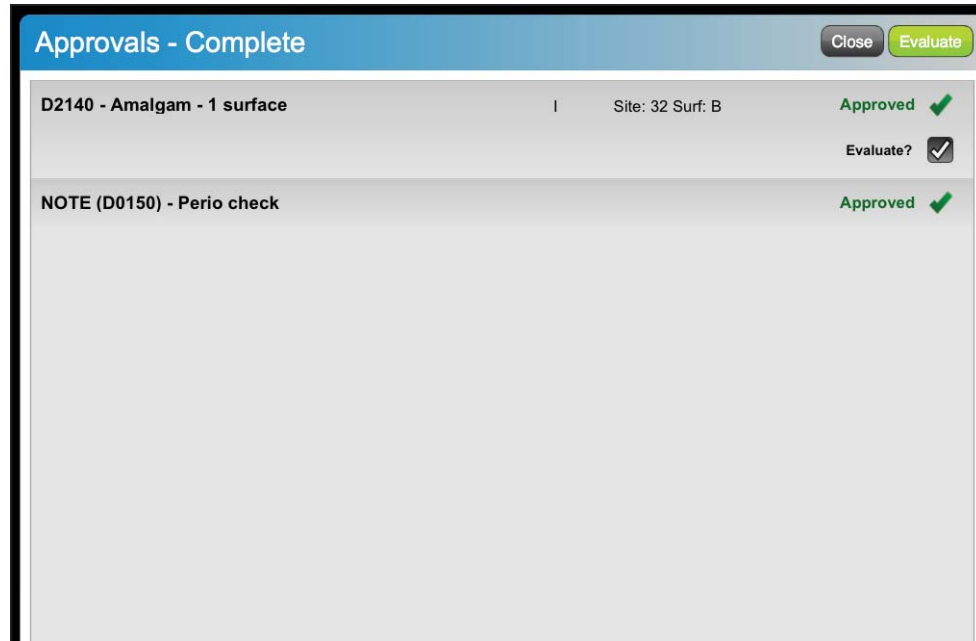 Approvals - Complete Close Evaluate
D2140 - Amalgam - 1 surface I Site: 32 Surf: B Approved
Evaluate?
NOTE (D0150) - Perio check Approved